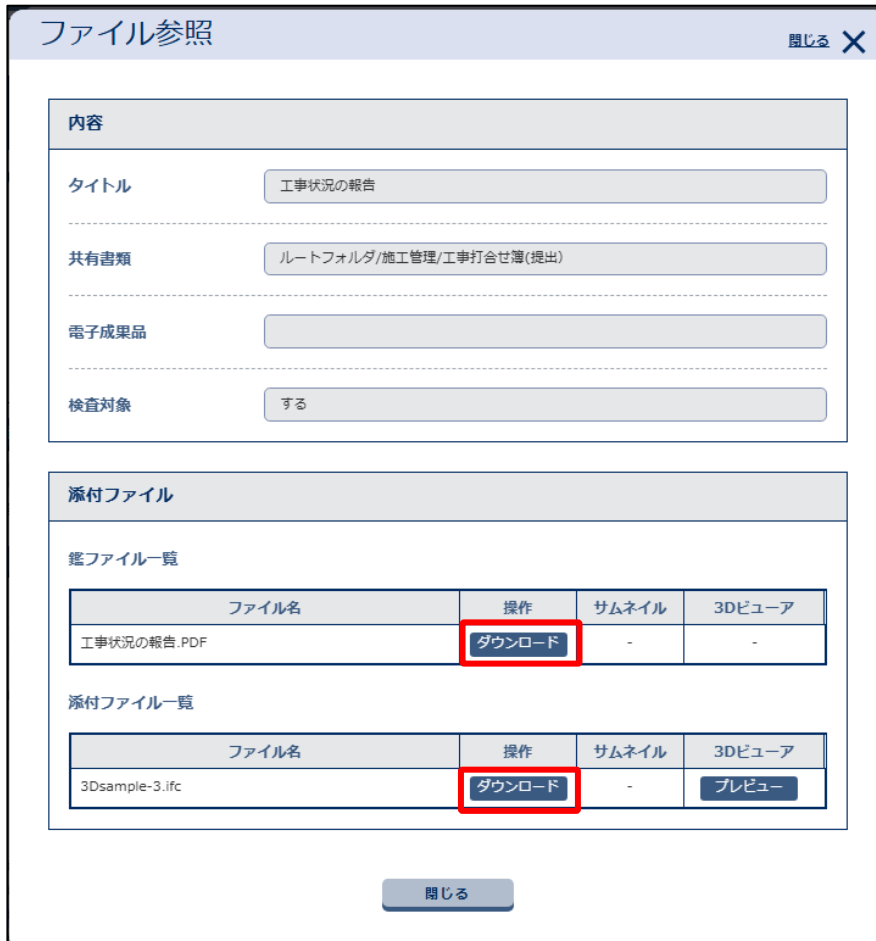 ファイル参照
閉じる
内容
タイトル 工事状況の報告
共有書類 ルートフォルダ/施工管理/工事打合せ簿(提出)
電子成果品
検査対象 する
添付ファイル
鑑ファイル一覧
ファイル名 操作 サムネイル 3Dビューア
工事状況の報告.PDF ダウンロード - -
添付ファイル一覧
ファイル名 操作 サムネイル 3Dビューア
3Dsample-3.ifc ダウンロード - プレビュー
閉じる